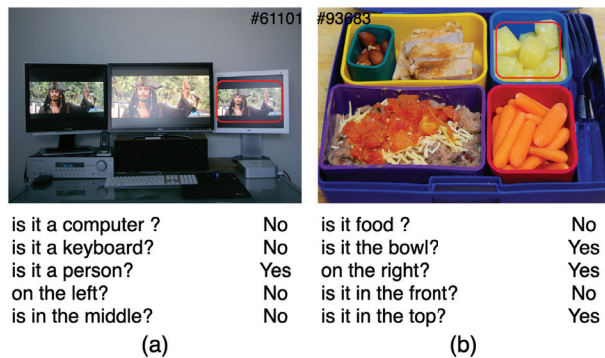 #61101 #93683
is it a computer ? No
is it a keyboard? No
is it a person? Yes
on the left? No
is in the middle? No
(a)
is it food ? No
is it the bowl? Yes
on the right? Yes
is it in the front? No
is it in the top? Yes
(b)